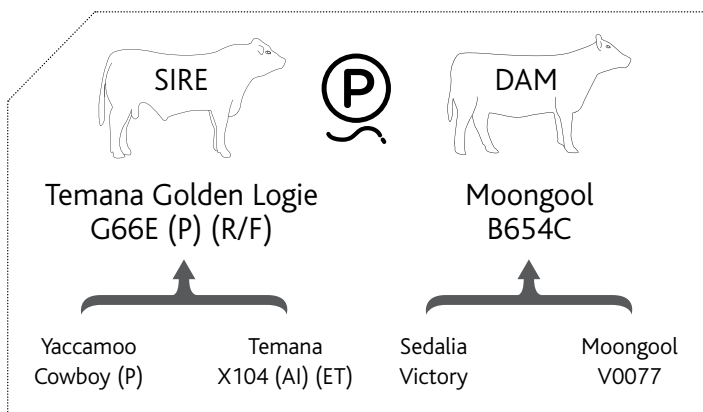 SIRE
P
DAM
Temana Golden Logie
G66E (P) (R/F)
Moongool
B654C
Yaccamoo
Cowboy (P)
Temana
X104 (AI) (ET)
Sedalia
Victory
Moongool
V0077